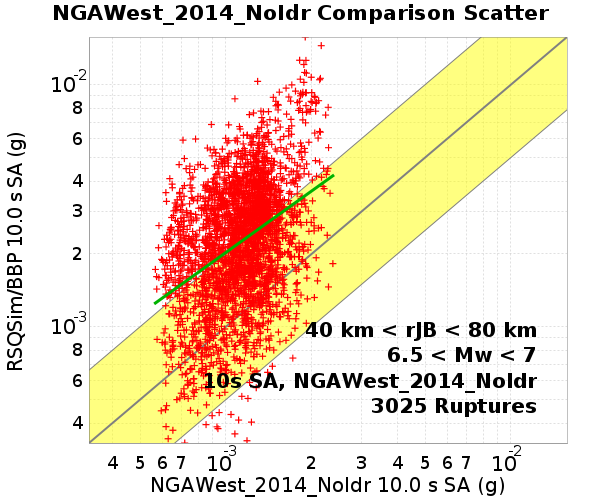 NGAWest_2014_NoIdr Comparison Scatter
RSQSim/BBP 10.0 s SA (g)
10-2
8
6
4
3
2
10-3
8
6
4
40 km < rJB < 80 km
6.5 < Mw < 7
10s SA, NGAWest_2014_NoIdr
3025 Ruptures
4 5 6 7 10-3 2 3 4 5 6 7 10-2
NGAWest_2014_NoIdr 10.0 s SA (g)